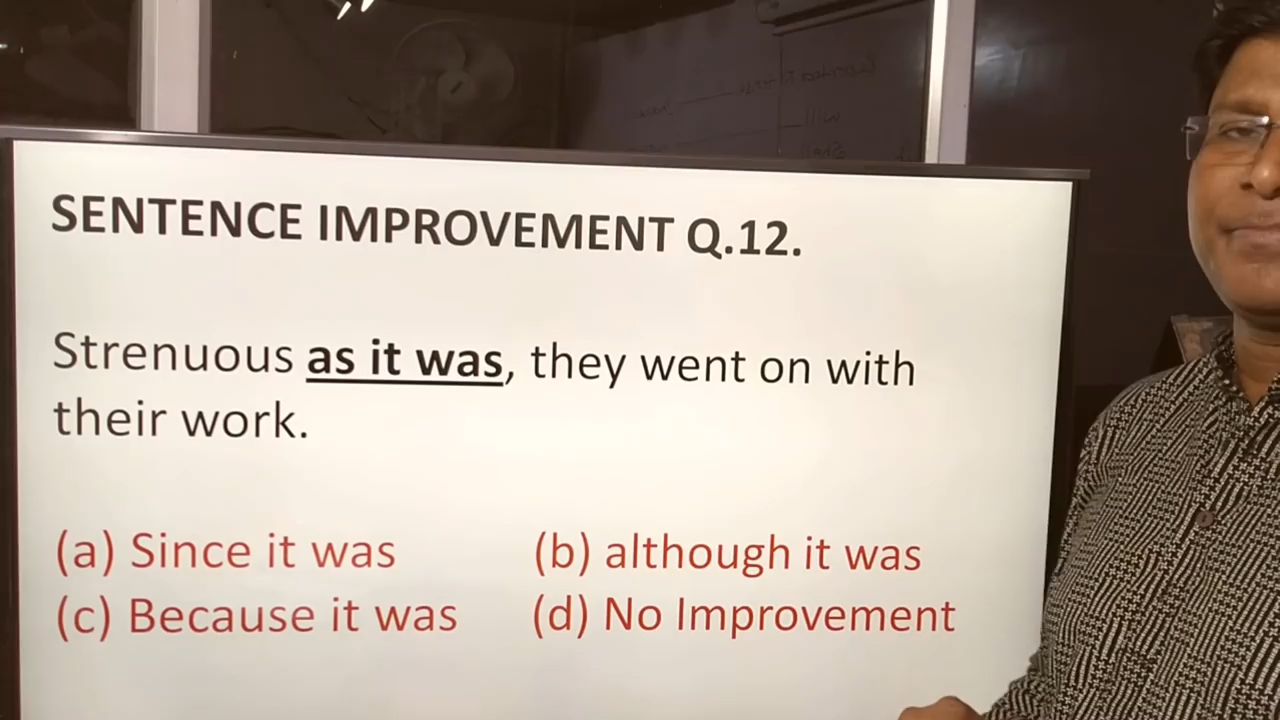 SENTENCE IMPROVEMENT Q.12.
Strenuous as it was, they went on with
their work.
(a) Since it was (b) although it was
(c) Because it was (d) No Improvement